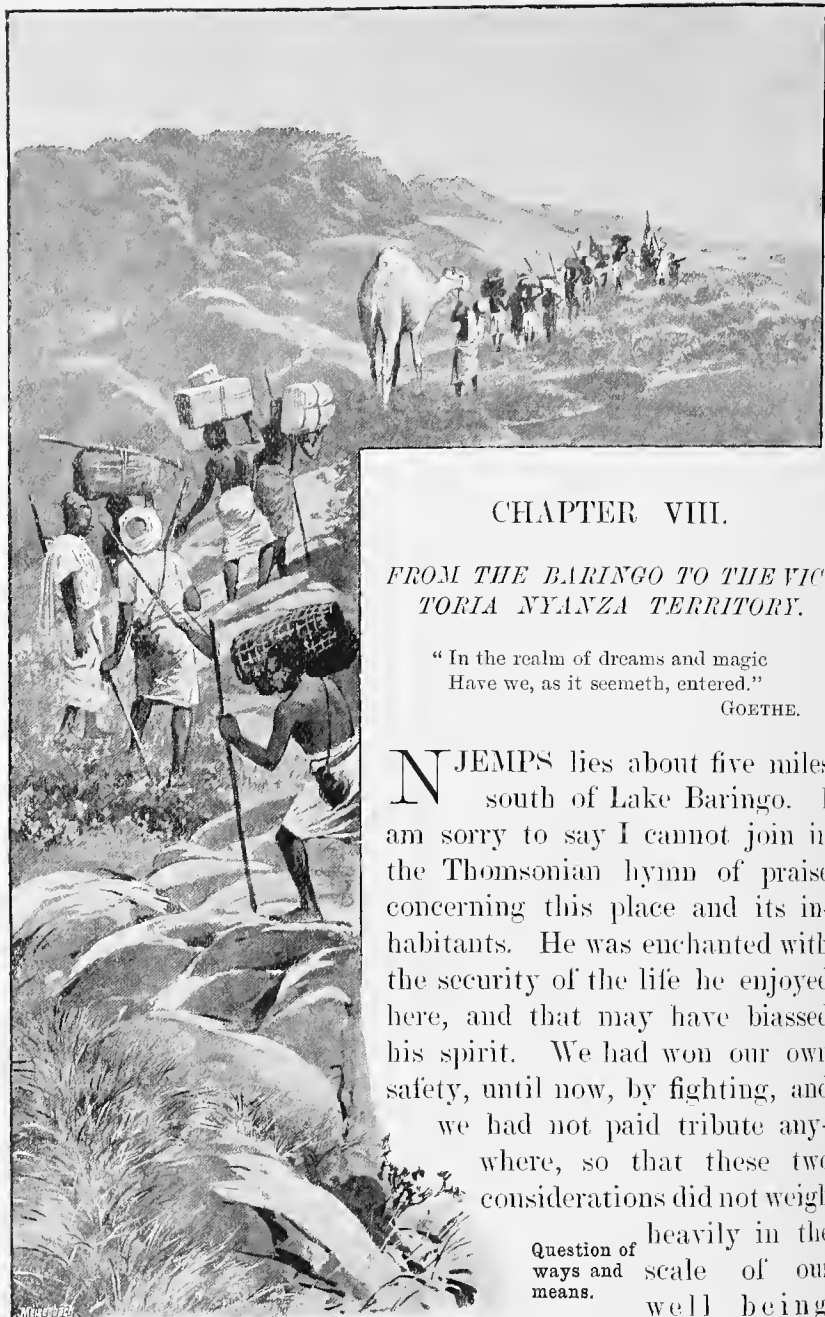 CHAPTER VIII.
FROM THE BARINGO TO THE VIC
TORIA NYANZA TERRITORY.
“ In the realm of dreams and magic
Have we, as it seemeth, entered.”
GOETHE.
NJEMPS lies about five miles
south of Lake Baringo. I
am sorry to say I cannot join in
the Thomsonian hymn of praise
concerning this place and its in-
habitants. He was enchanted with
the security of the life he enjoyed
here, and that may have biassed
his spirit. We had won our own
safety, until now, by fighting, and
we had not paid tribute any-
where, so that these two
considerations did not weigh
heavily in the
scale of our
well being
Question of
ways and
means.